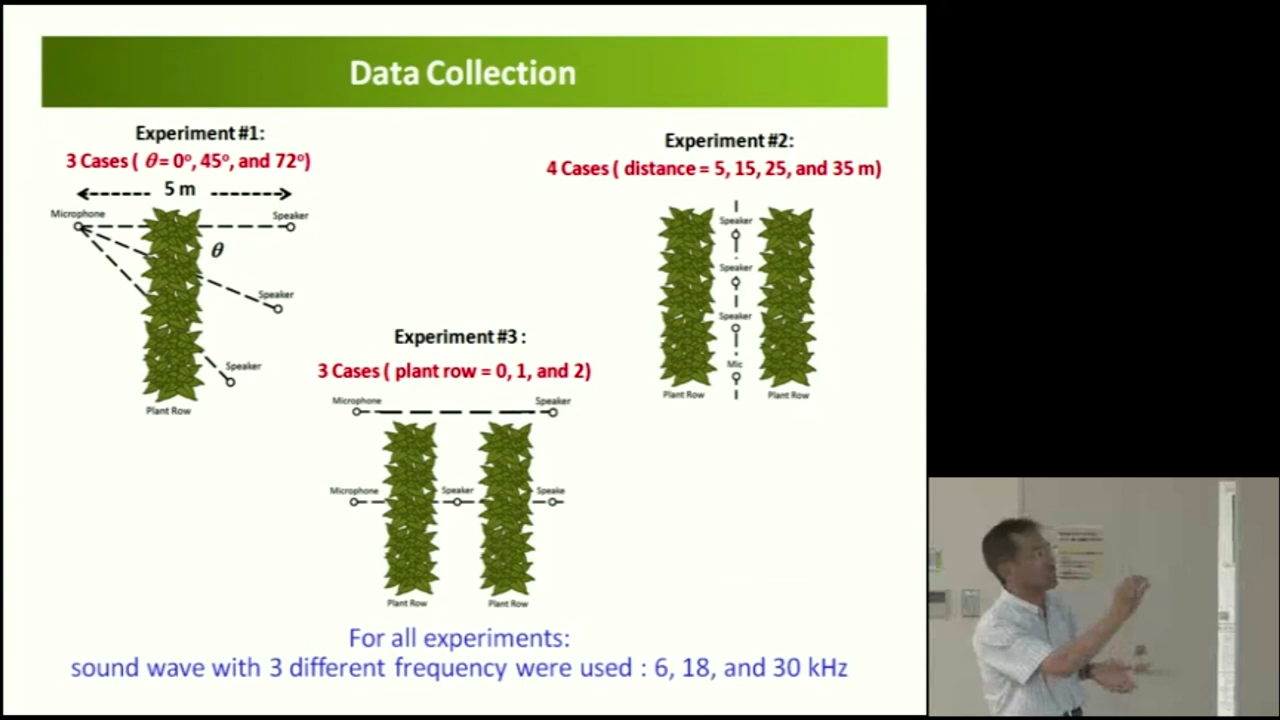 Data Collection
Experiment #1:
3 Cases ( θ = 0º, 45º, and 72º)
5 m
Microphone
Speaker
θ
Speaker
Speaker
Plant Row
Experiment #2:
4 Cases ( distance = 5, 15, 25, and 35 m)
Speaker
Speaker
Speaker
Mic
Plant Row
Plant Row
Experiment #3 :
3 Cases ( plant row = 0, 1, and 2)
Microphone
Speaker
Microphone
Speaker
Speake
Plant Row
Plant Row
For all experiments:
sound wave with 3 different frequency were used : 6, 18, and 30 kHz